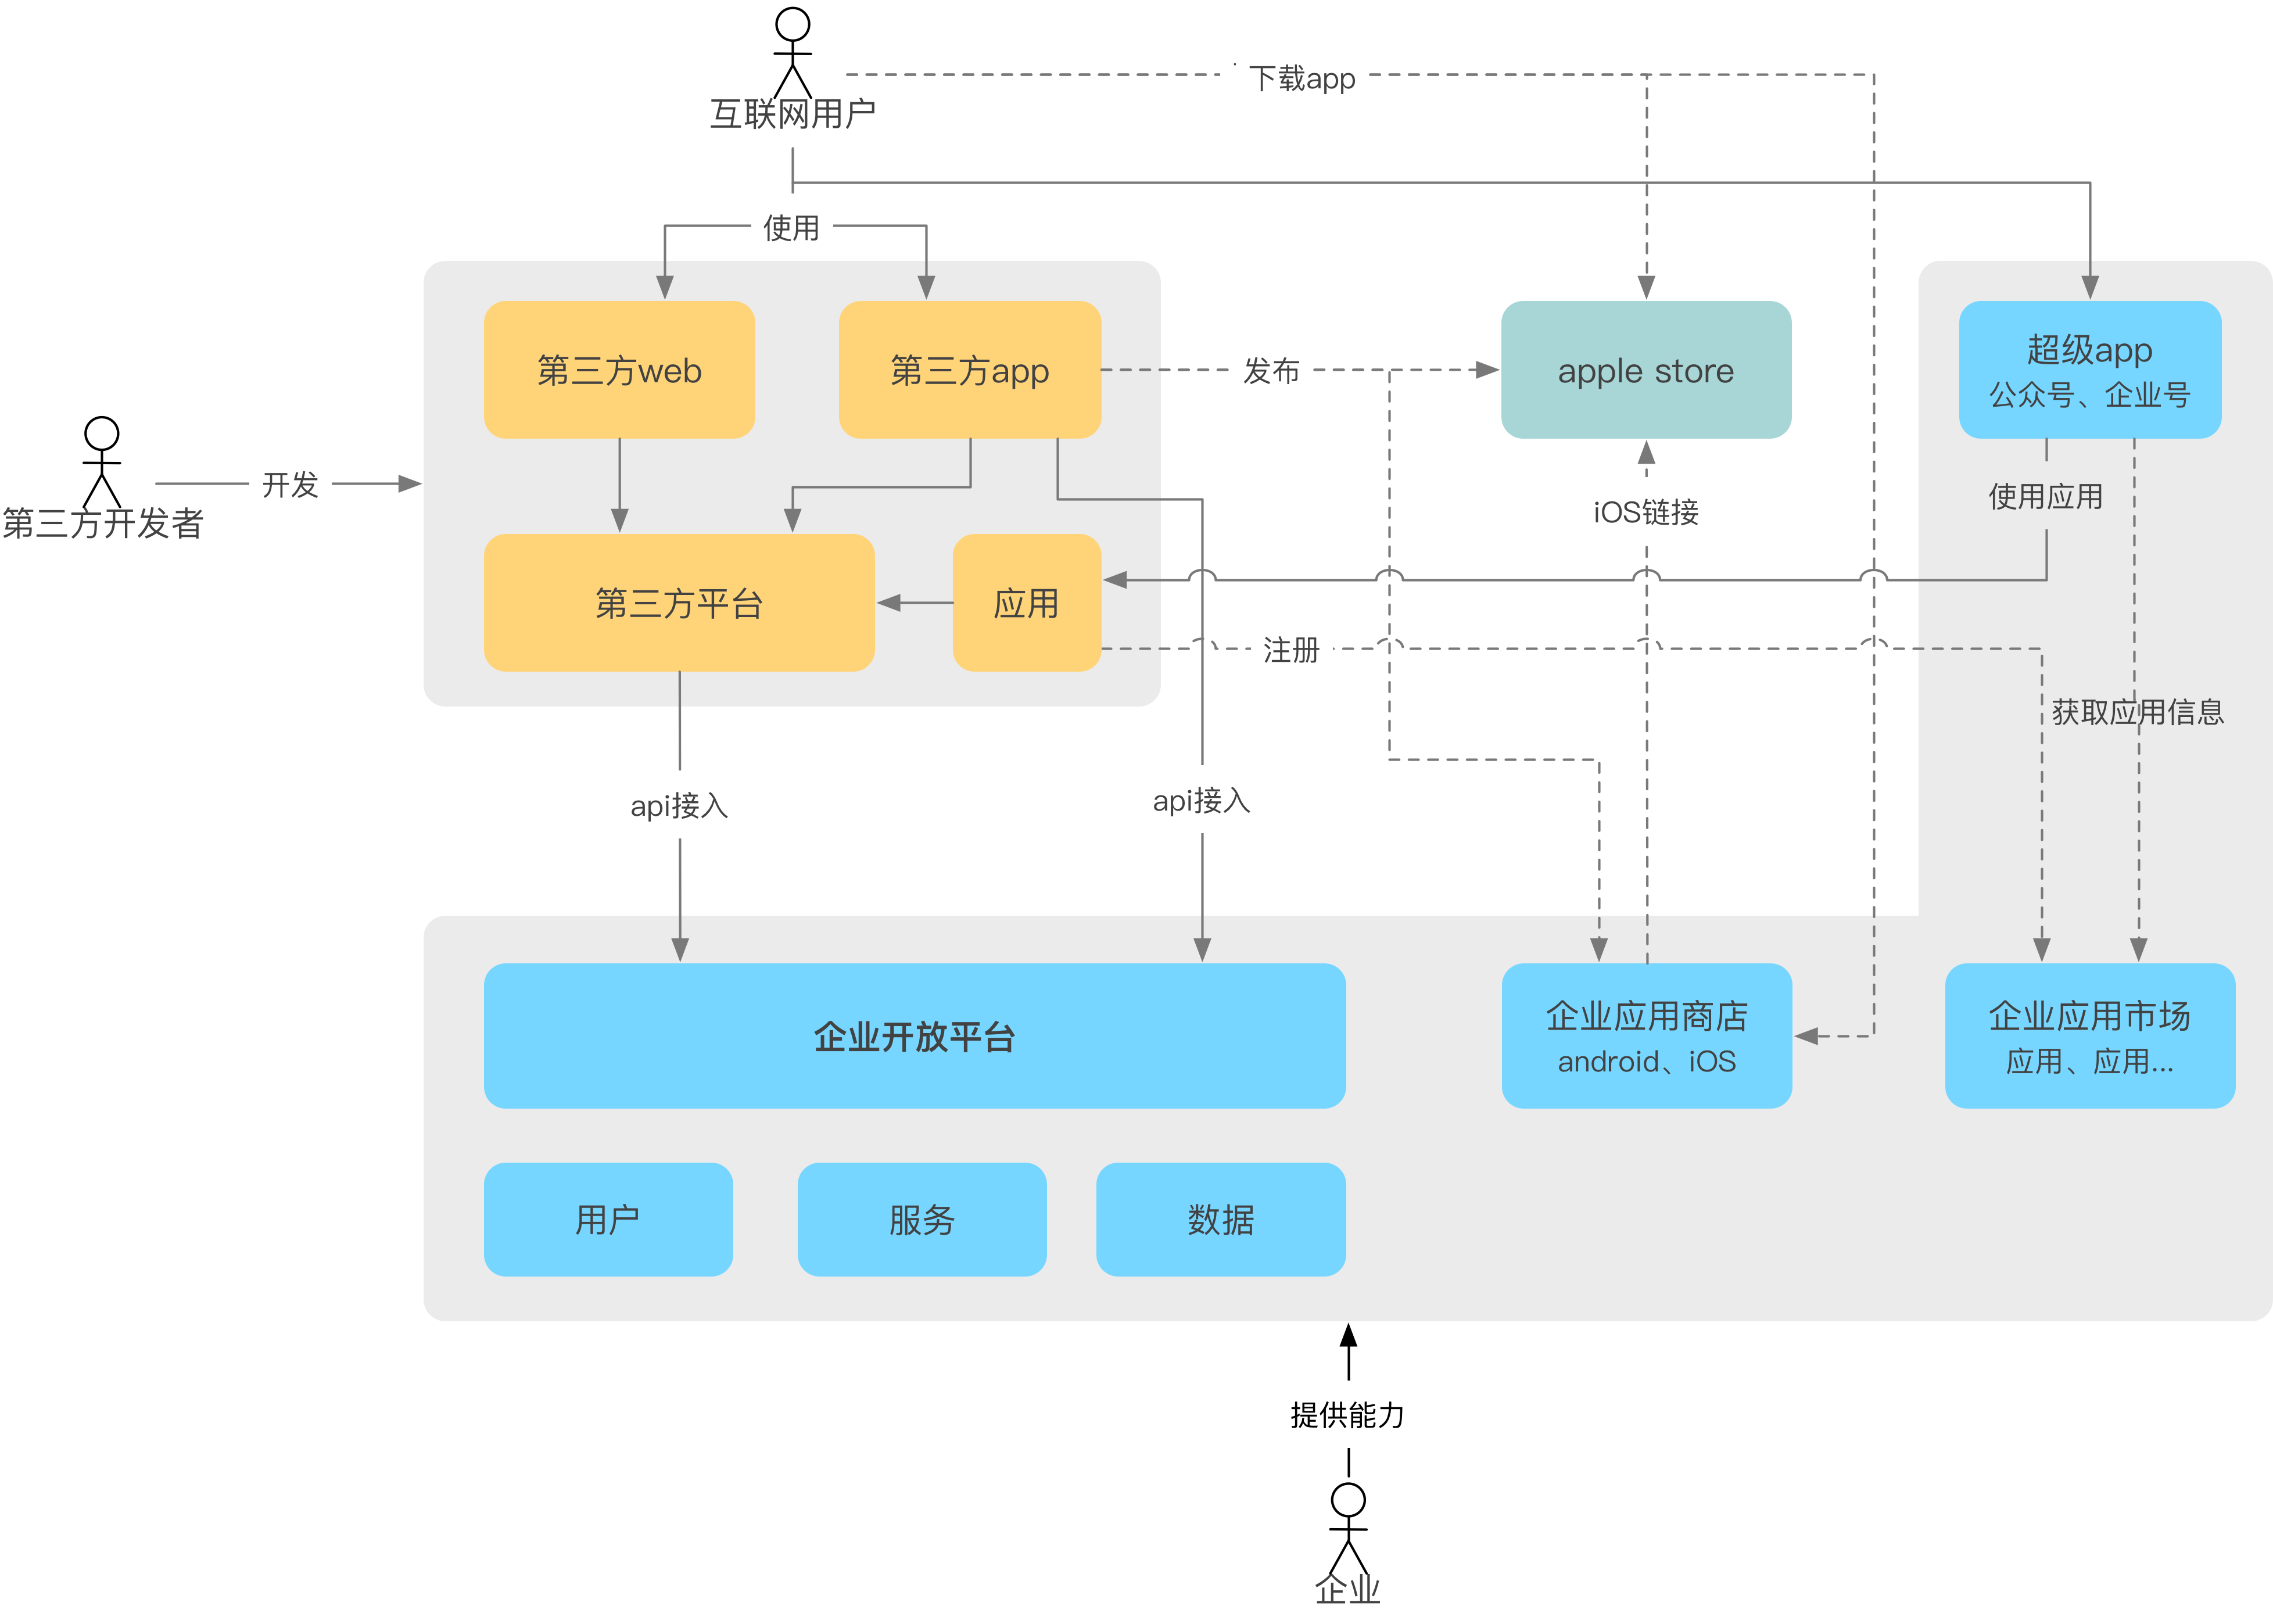 下载app
互联网用户
使用
第三方web
第三方app
发布
apple store
超级app
公众号、企业号
开发
第三方开发者
iOS链接
使用应用
第三方平台
应用
注册
获取应用信息
api接入
api接入
企业开放平台
企业应用商店
android、iOS
企业应用市场
应用、应用...
用户
服务
数据
提供能力
企业